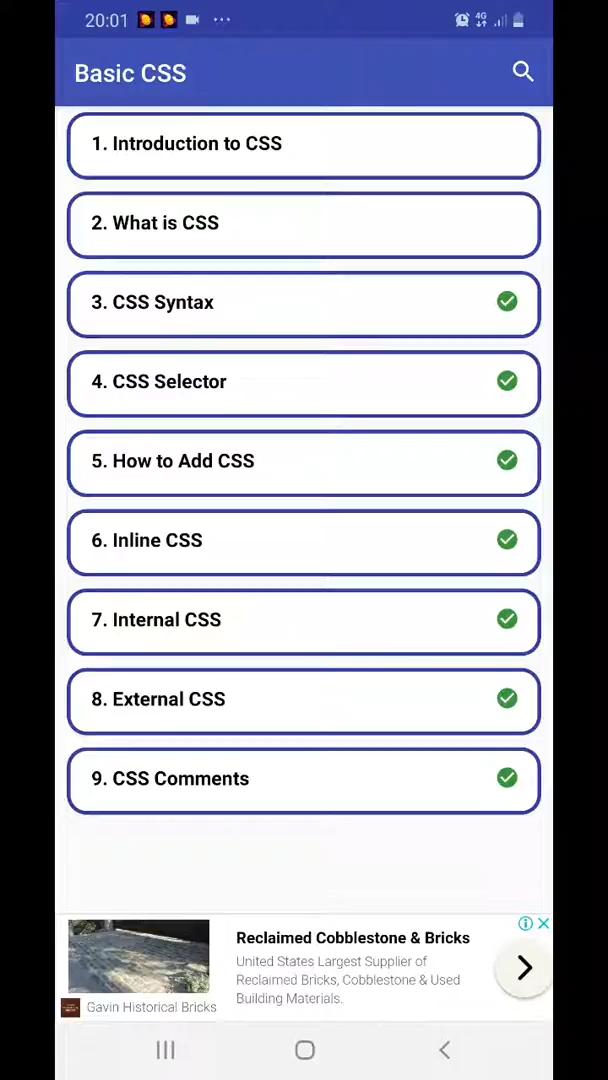 20:01
4G
Basic CSS
1. Introduction to CSS
2. What is CSS
3. CSS Syntax
4. CSS Selector
5. How to Add CSS
6. Inline CSS
7. Internal CSS
8. External CSS
9. CSS Comments
Reclaimed Cobblestone & Bricks
United States Largest Supplier of
Reclaimed Bricks, Cobblestone & Used
Building Materials.
Gavin Historical Bricks